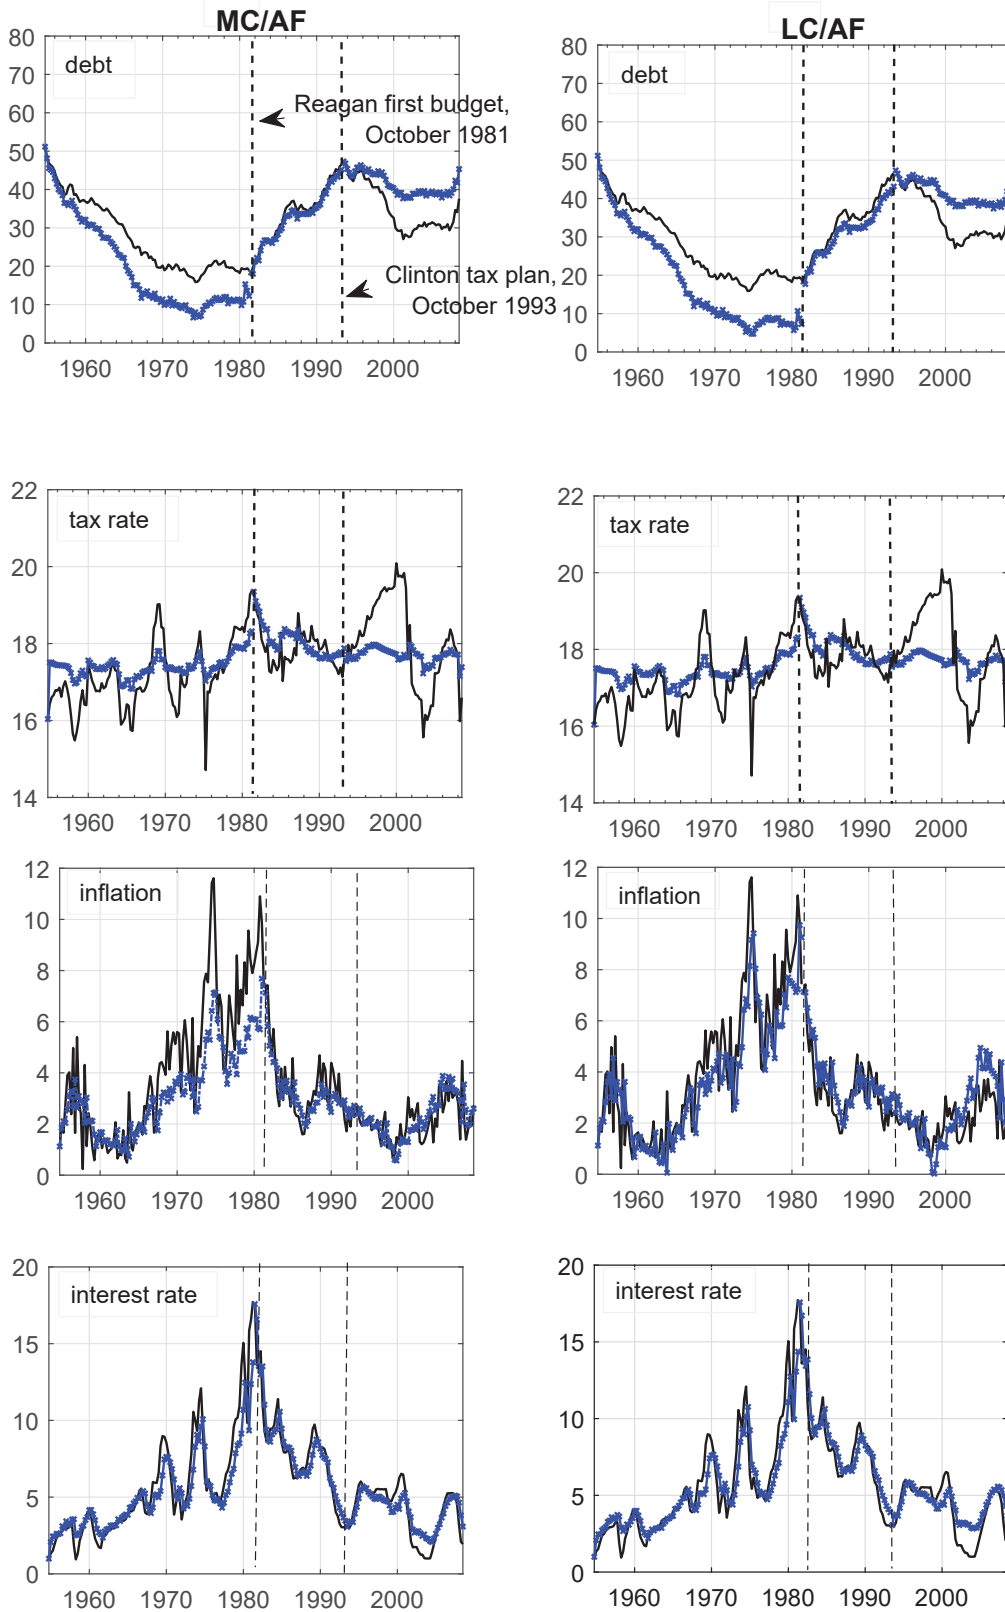 MC/AF
LC/AF
80
70
60
50
40
30
20
10
0
debt
Reagan first budget,
October 1981
Clinton tax plan,
October 1993
1960 1970 1980 1990 2000
80
70
60
50
40
30
20
10
0
debt
1960 1970 1980 1990 2000
22
20
18
16
14
tax rate
1960 1970 1980 1990 2000
22
20
18
16
14
tax rate
1960 1970 1980 1990 2000
12
10
8
6
4
2
0
inflation
1960 1970 1980 1990 2000
12
10
8
6
4
2
0
inflation
1960 1970 1980 1990 2000
20
15
10
5
0
interest rate
1960 1970 1980 1990 2000
20
15
10
5
0
interest rate
1960 1970 1980 1990 2000